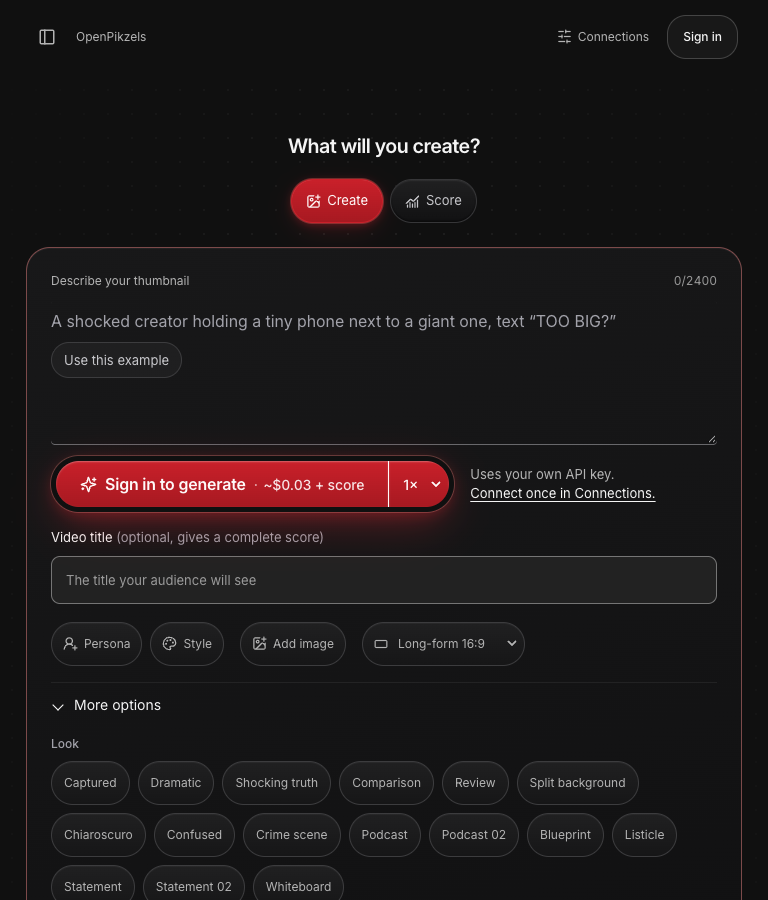 OpenPikzels
Connections
Sign in
What will you create?
Create
Score
Describe your thumbnail
0/2400
A shocked creator holding a tiny phone next to a giant one, text “TOO BIG?”
Use this example
Sign in to generate · ~$0.03 + score
1×
Uses your own API key.
Connect once in Connections.
Video title (optional, gives a complete score)
The title your audience will see
Persona
Style
Add image
Long-form 16:9
More options
Look
Captured
Dramatic
Shocking truth
Comparison
Review
Split background
Chiaroscuro
Confused
Crime scene
Podcast
Podcast 02
Blueprint
Listicle
Statement
Statement 02
Whiteboard